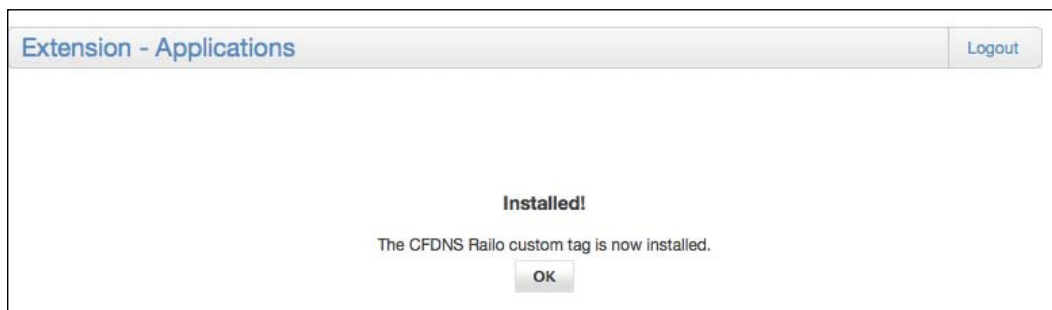 Extension - Applications
Logout
Installed!
The CFDNS Railo custom tag is now installed.
OK